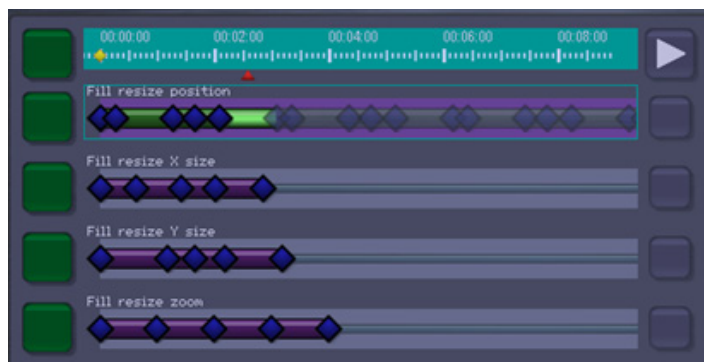 00:00:00 00:02:00 00:04:00 00:06:00 00:08:00
Fill resize position
Fill resize X size
Fill resize Y size
Fill resize zoom